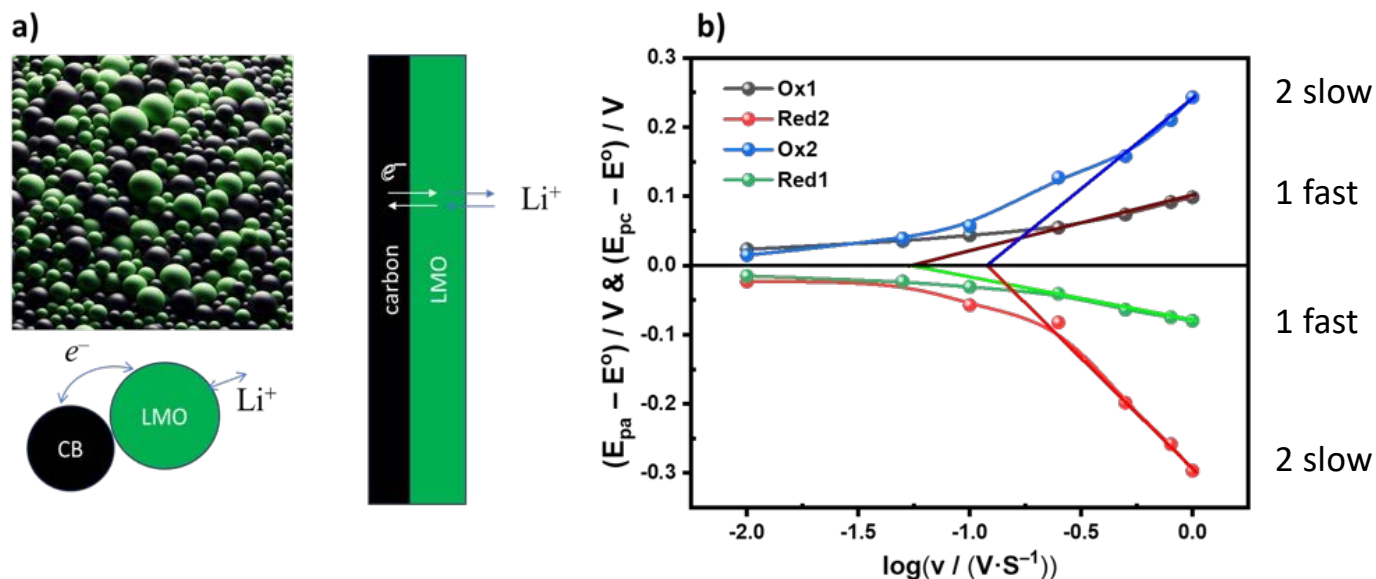 a)
carbon
LMO
e⁻
Li⁺
e⁻
CB
LMO
Li⁺
b)
(E_pa – E°) / V & (E_pc – E°) / V
0.3
0.2
0.1
0.0
-0.1
-0.2
-0.3
Ox1
Red2
Ox2
Red1
-2.0
-1.5
-1.0
-0.5
0.0
log(v / (V·S⁻¹))
2 slow
1 fast
1 fast
2 slow